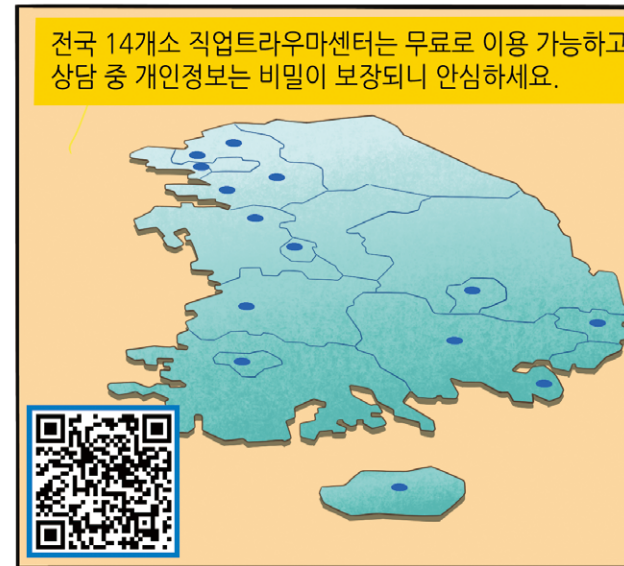 전국 14개소 직업트라우마센터는 무료로 이용 가능하고
상담 중 개인정보는 비밀이 보장되니 안심하세요.